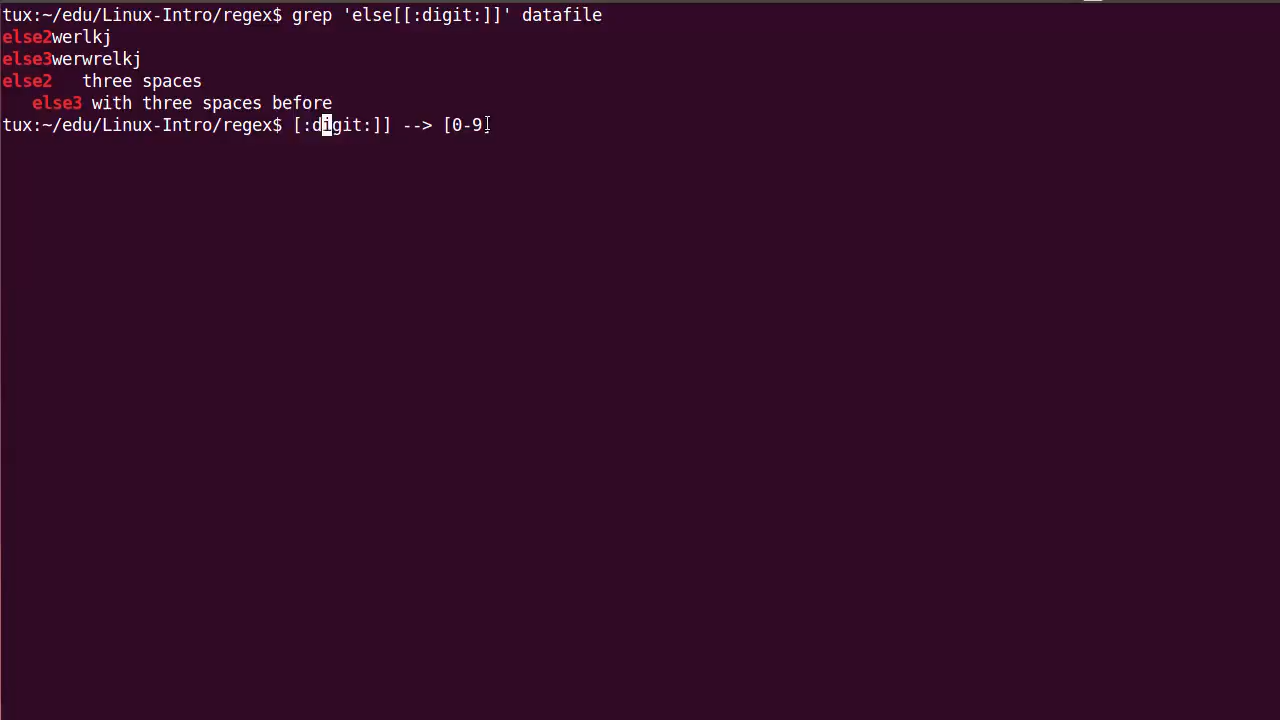 tux:~/edu/Linux-Intro/regex$ grep 'else[[:digit:]]' datafile
else2werlkj
else3werwrelkj
else2   three spaces
   else3 with three spaces before
tux:~/edu/Linux-Intro/regex$ [:digit:]] --> [0-9]